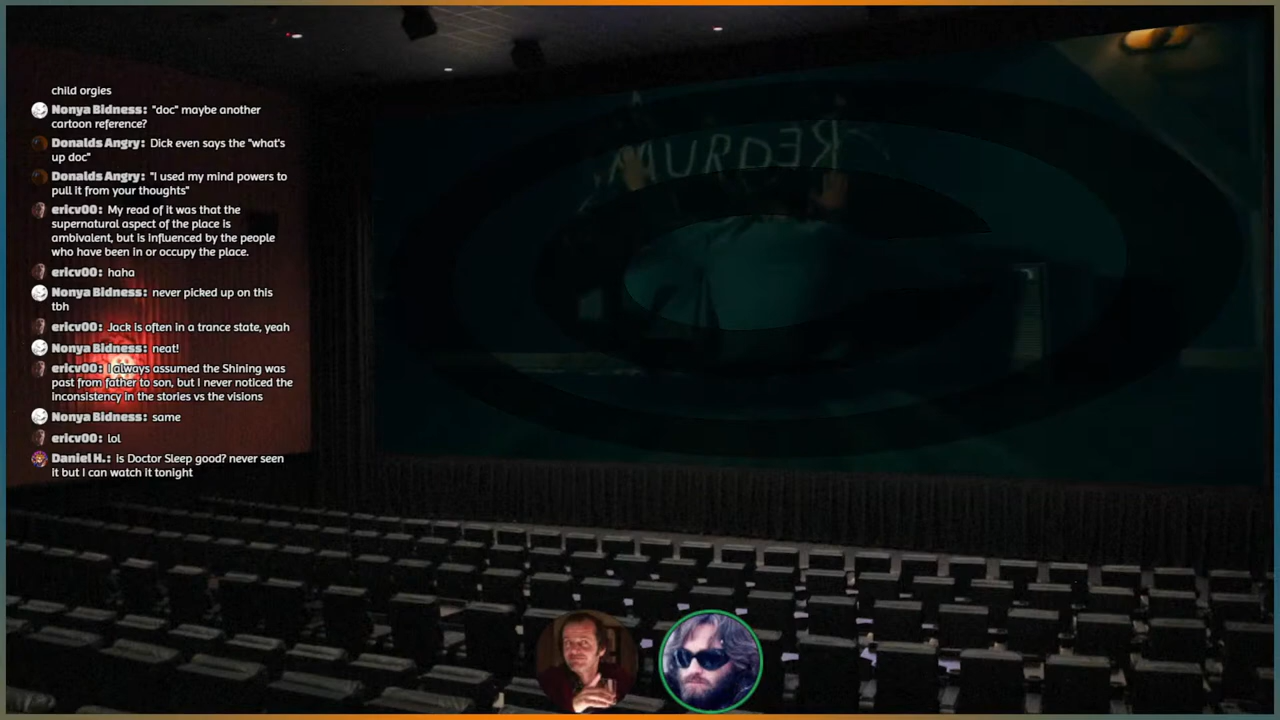 child orgies
Nonya Bidness: "doc" maybe another
cartoon reference?
Donalds Angry: Dick even says the "what's
up doc"
Donalds Angry: "I used my mind powers to
pull it from your thoughts"
ericv00: My read of it was that the
supernatural aspect of the place is
ambivalent, but is influenced by the people
who have been in or occupy the place.
ericv00: haha
Nonya Bidness: never picked up on this
tbh
ericv00: Jack is often in a trance state, yeah
Nonya Bidness: neat!
ericv00: I always assumed the Shining was
past from father to son, but I never noticed the
inconsistency in the stories vs the visions
Nonya Bidness: same
ericv00: lol
Daniel H.: is Doctor Sleep good? never seen
it but I can watch it tonight
MURDER